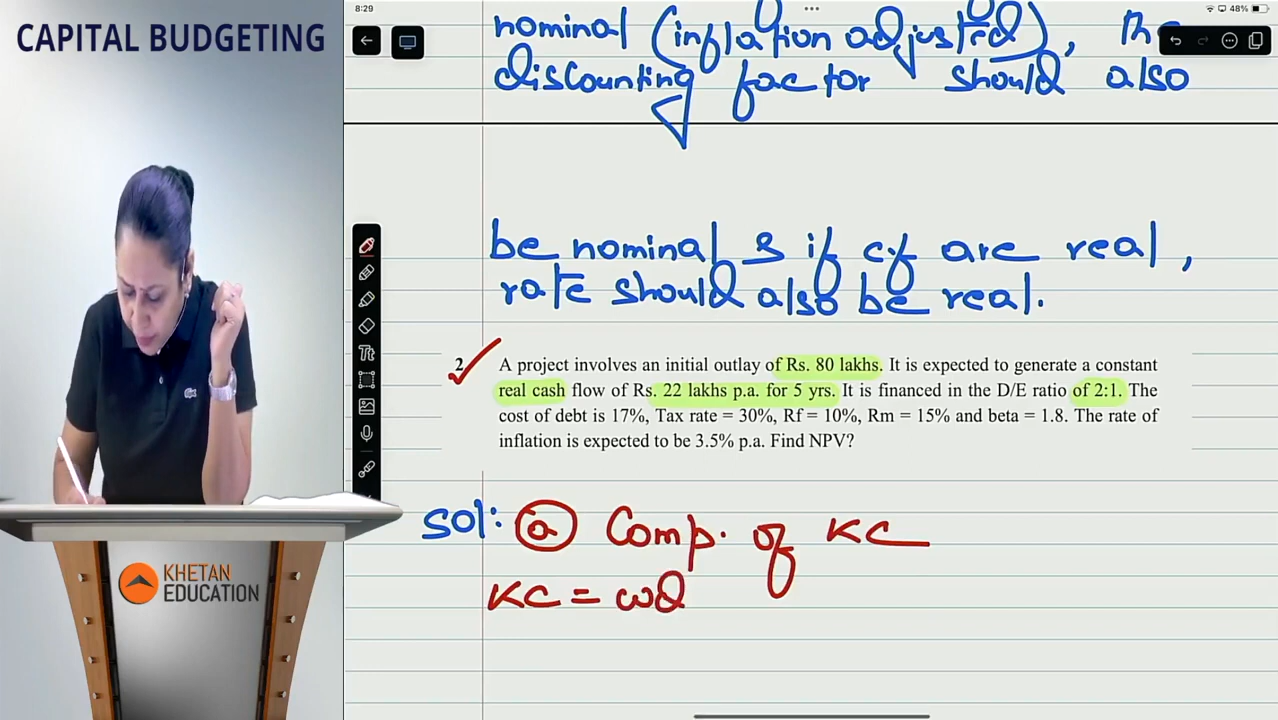 8:29
48%
CAPITAL BUDGETING
nominal (inflation adjusted), the
discounting factor should also
be nominal & if cf are real,
rate should also be real.
2 A project involves an initial outlay of Rs. 80 lakhs. It is expected to generate a constant
real cash flow of Rs. 22 lakhs p.a. for 5 yrs. It is financed in the D/E ratio of 2:1. The
cost of debt is 17%, Tax rate = 30%, Rf = 10%, Rm = 15% and beta = 1.8. The rate of
inflation is expected to be 3.5% p.a. Find NPV?
Sol: (a) Comp. of KC
KC = wd
Tt
KHETAN
EDUCATION